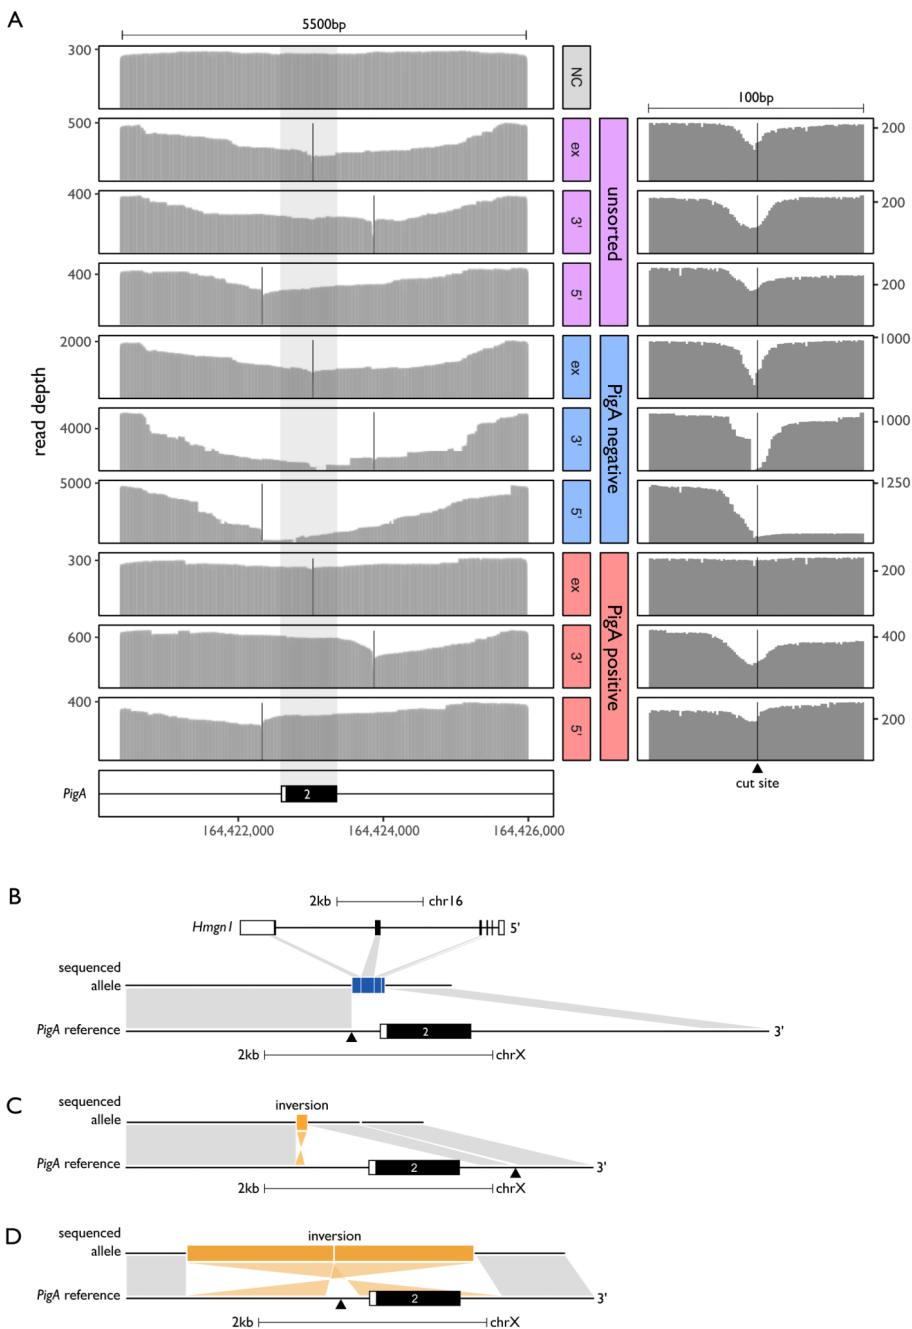 A
5500bp
300
NC
100bp
500
ex
200
400
3'
200
unsorted
400
5'
200
2000
ex
1000
read depth
4000
3'
1000
PigA negative
5000
5'
1250
300
ex
200
600
3'
400
PigA positive
400
5'
200
cut site
PigA
2
164,422,000
164,424,000
164,426,000
B
2kb
chr16
Hmgn1
5'
sequenced
allele
PigA reference
2
3'
2kb
chrX
C
sequenced
inversion
allele
PigA reference
2
3'
2kb
chrX
D
sequenced
inversion
allele
PigA reference
2
3'
2kb
chrX